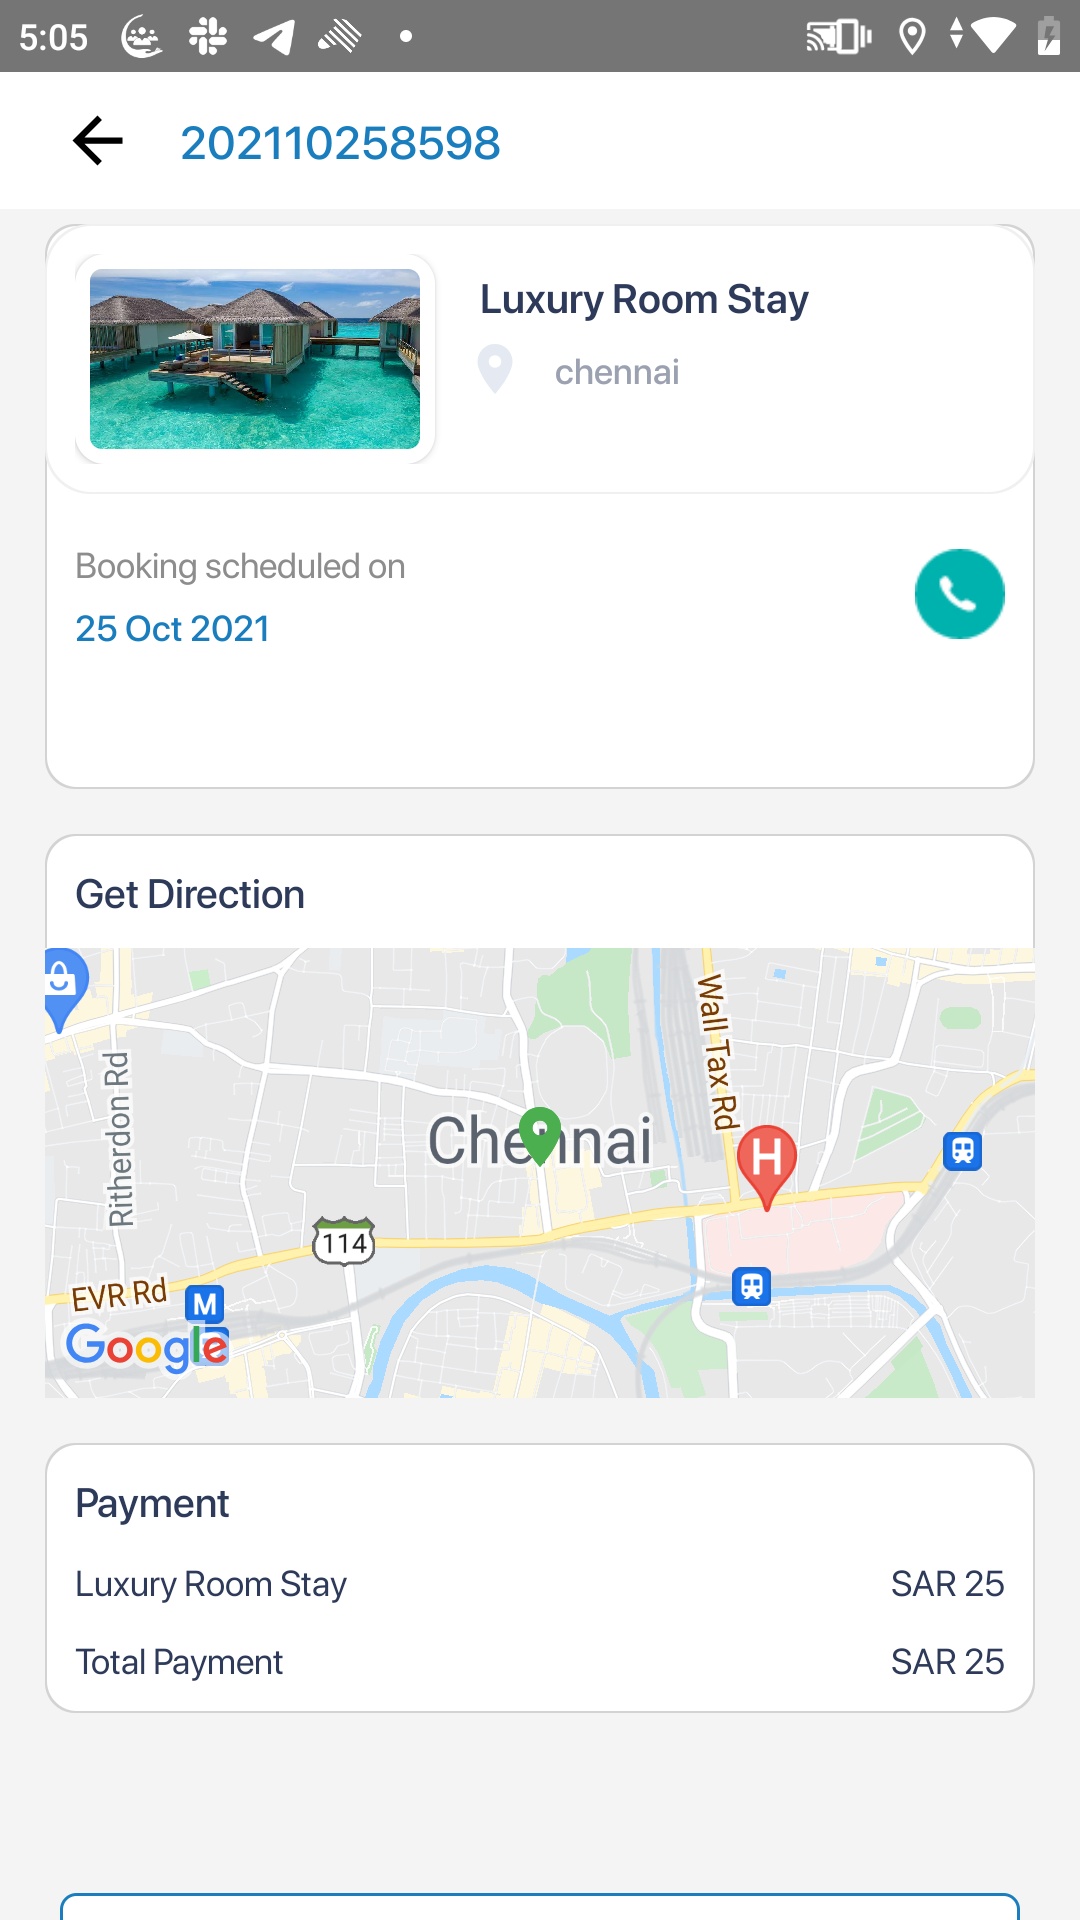 5:05
202110258598
Luxury Room Stay
chennai
Booking scheduled on
25 Oct 2021
Get Direction
Wall Tax Rd
Ritherdon Rd
Chennai
H
114
EVR Rd
M
Google
Payment
Luxury Room Stay SAR 25
Total Payment SAR 25